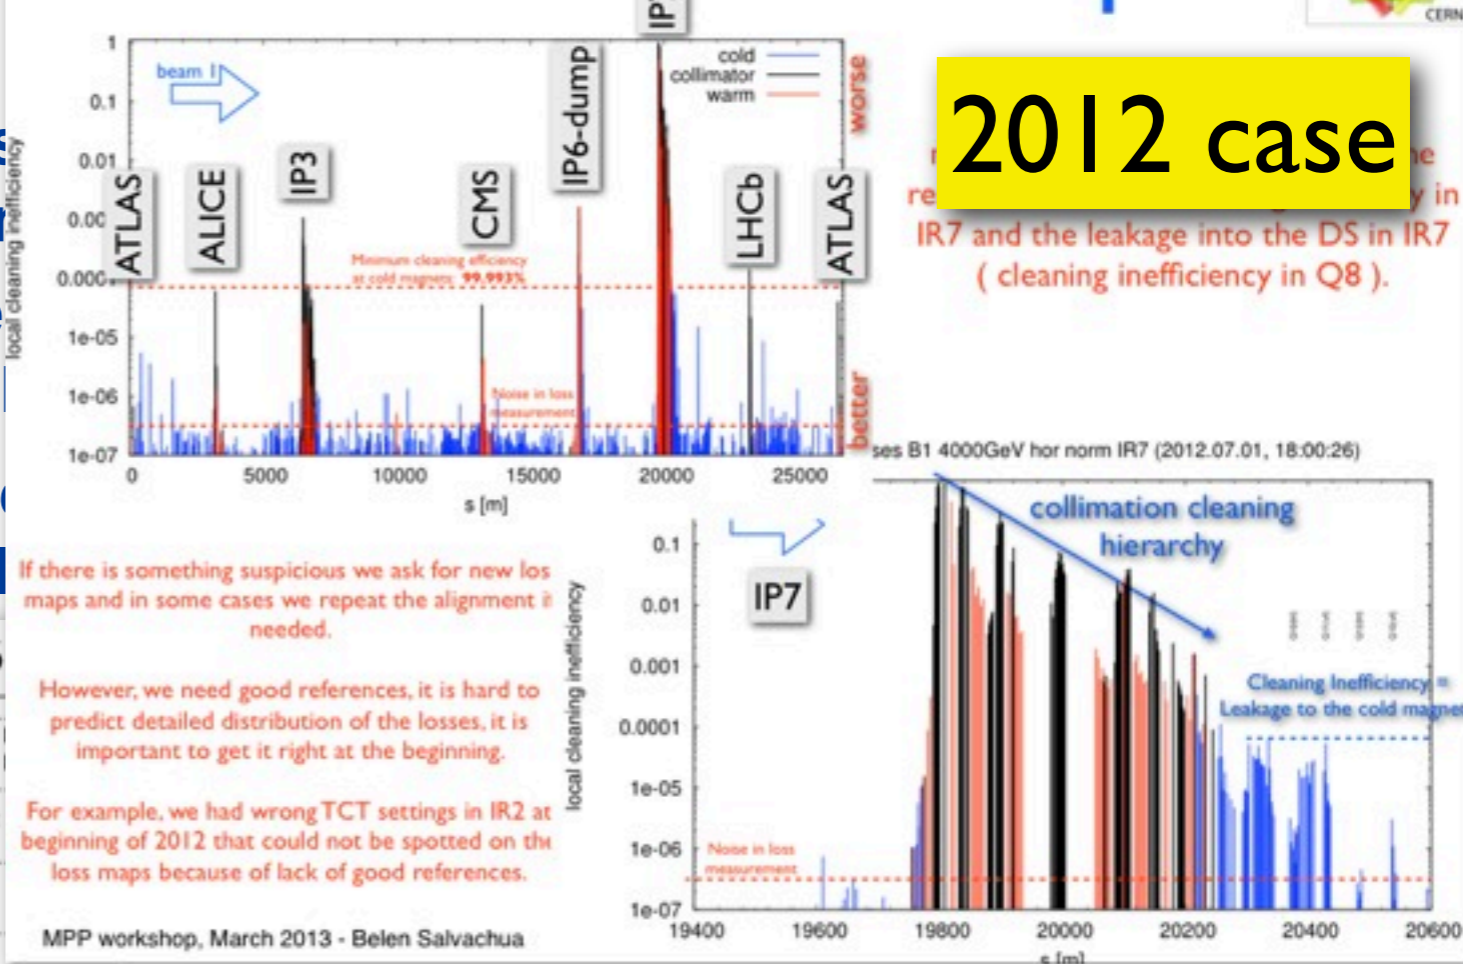 1
0.1
0.01
1e-05
1e-06
1e-07
local cleaning inefficiency
beam 1
ATLAS
ALICE
IP3
CMS
IP6-dump
LHCb
ATLAS
cold
collimator
warm
worse
better
Minimum cleaning efficiency
at cold magnets: 99.993%
Noise in loss
measurement
0
5000
10000
15000
20000
25000
s [m]
CERN
2012 case
IR7 and the leakage into the DS in IR7
( cleaning inefficiency in Q8 ).
If there is something suspicious we ask for new los
maps and in some cases we repeat the alignment i
needed.
However, we need good references, it is hard to
predict detailed distribution of the losses, it is
important to get it right at the beginning.
For example, we had wrong TCT settings in IR2 at
beginning of 2012 that could not be spotted on the
loss maps because of lack of good references.
MPP workshop, March 2013 - Belen Salvachua
ses B1 4000GeV hor norm IR7 (2012.07.01, 18:00:26)
collimation cleaning
hierarchy
IP7
Cleaning Inefficiency =
Leakage to the cold magnet
Noise in loss
measurement
local cleaning inefficiency
0.1
0.01
0.001
0.0001
1e-05
1e-06
1e-07
19400
19600
19800
20000
20200
20400
20600
s [m]